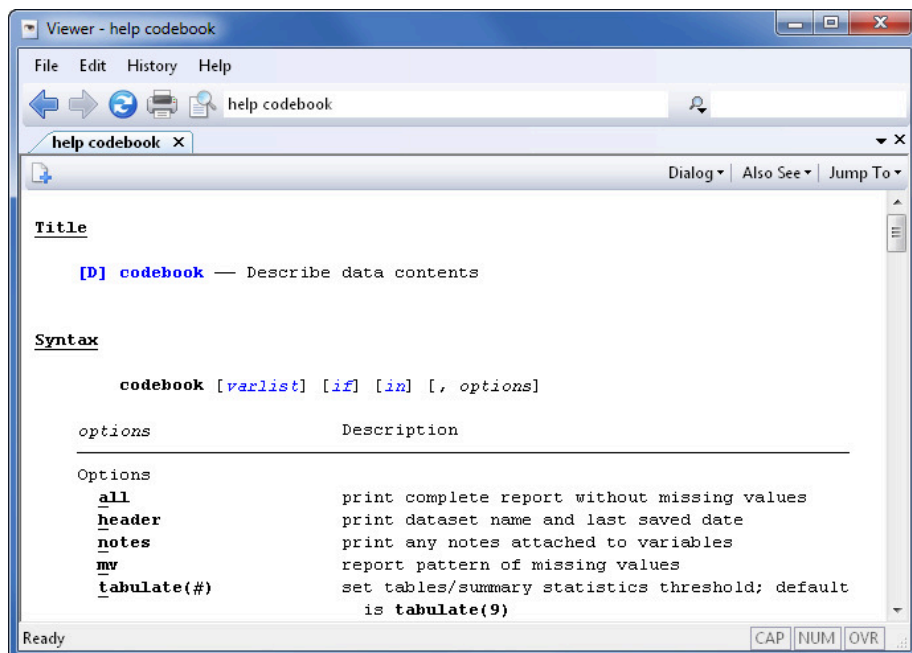 Viewer - help codebook
File Edit History Help
help codebook
help codebook X
Dialog Also See Jump To
Title
[D] codebook — Describe data contents
Syntax
codebook [varlist] [if] [in] [, options]
options Description
Options
all print complete report without missing values
header print dataset name and last saved date
notes print any notes attached to variables
mv report pattern of missing values
tabulate(#) set tables/summary statistics threshold; default
is tabulate(9)
Ready CAP NUM OVR